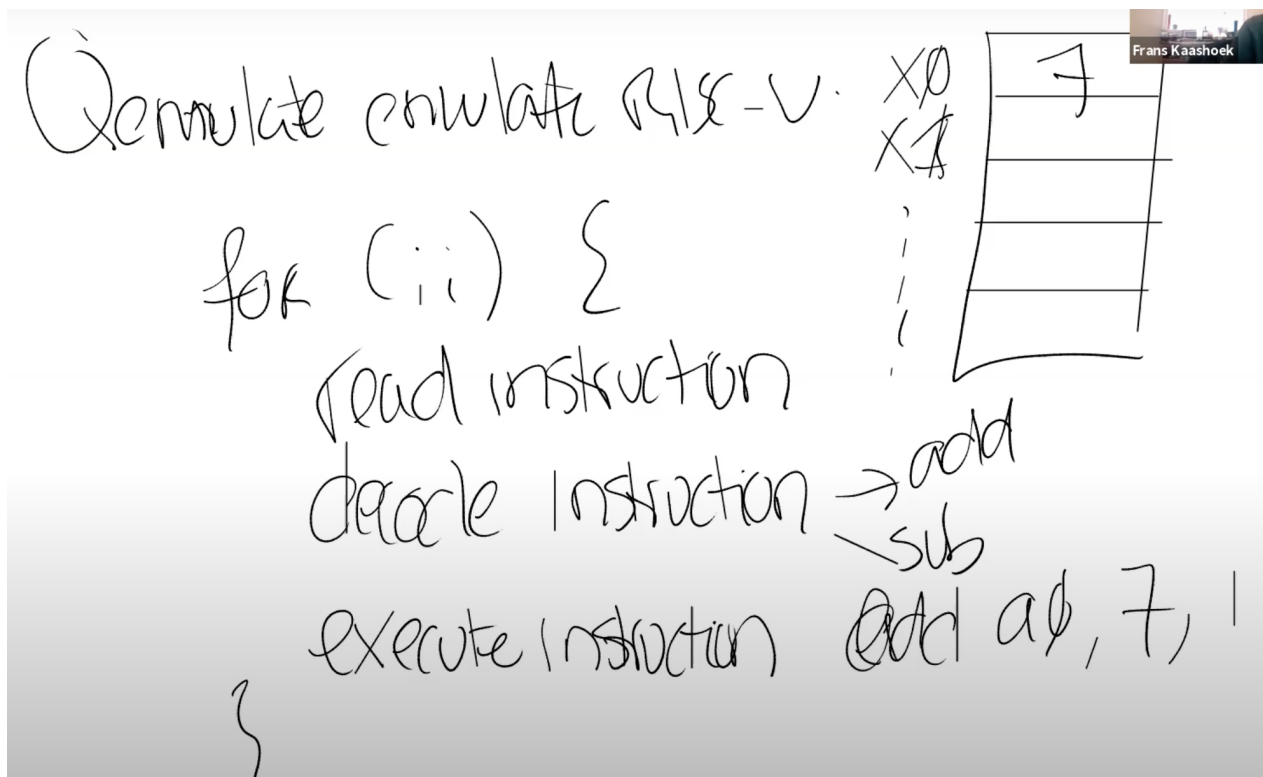 Qemulate emulate RISC-V.
for (;;) {
read instruction
decode instruction → add
sub
execute instruction add a0, 7, 1
}
X0 7
X1
Frans Kaashoek